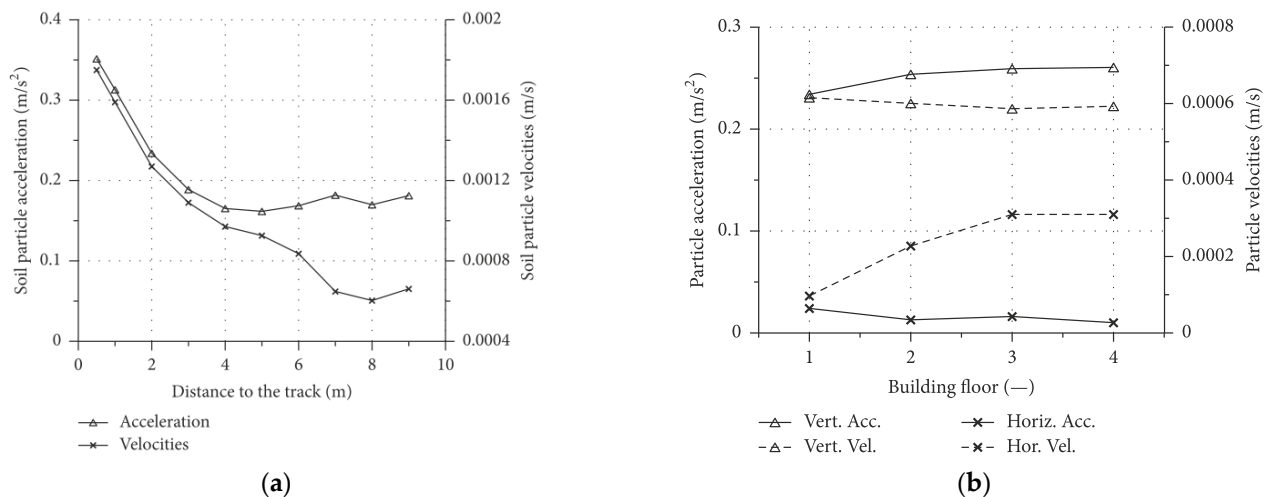 0.4
0.3
0.2
0.1
0
Soil particle acceleration (m/s²)
0.002
0.0016
0.0012
0.0008
0.0004
Soil particle velocities (m/s)
0 2 4 6 8 10
Distance to the track (m)
Acceleration
Velocities
(a)
0.3
0.2
0.1
0
Particle acceleration (m/s²)
0.0008
0.0006
0.0004
0.0002
0
Particle velocities (m/s)
1 2 3 4
Building floor (—)
Vert. Acc. Horiz. Acc.
Vert. Vel. Hor. Vel.
(b)